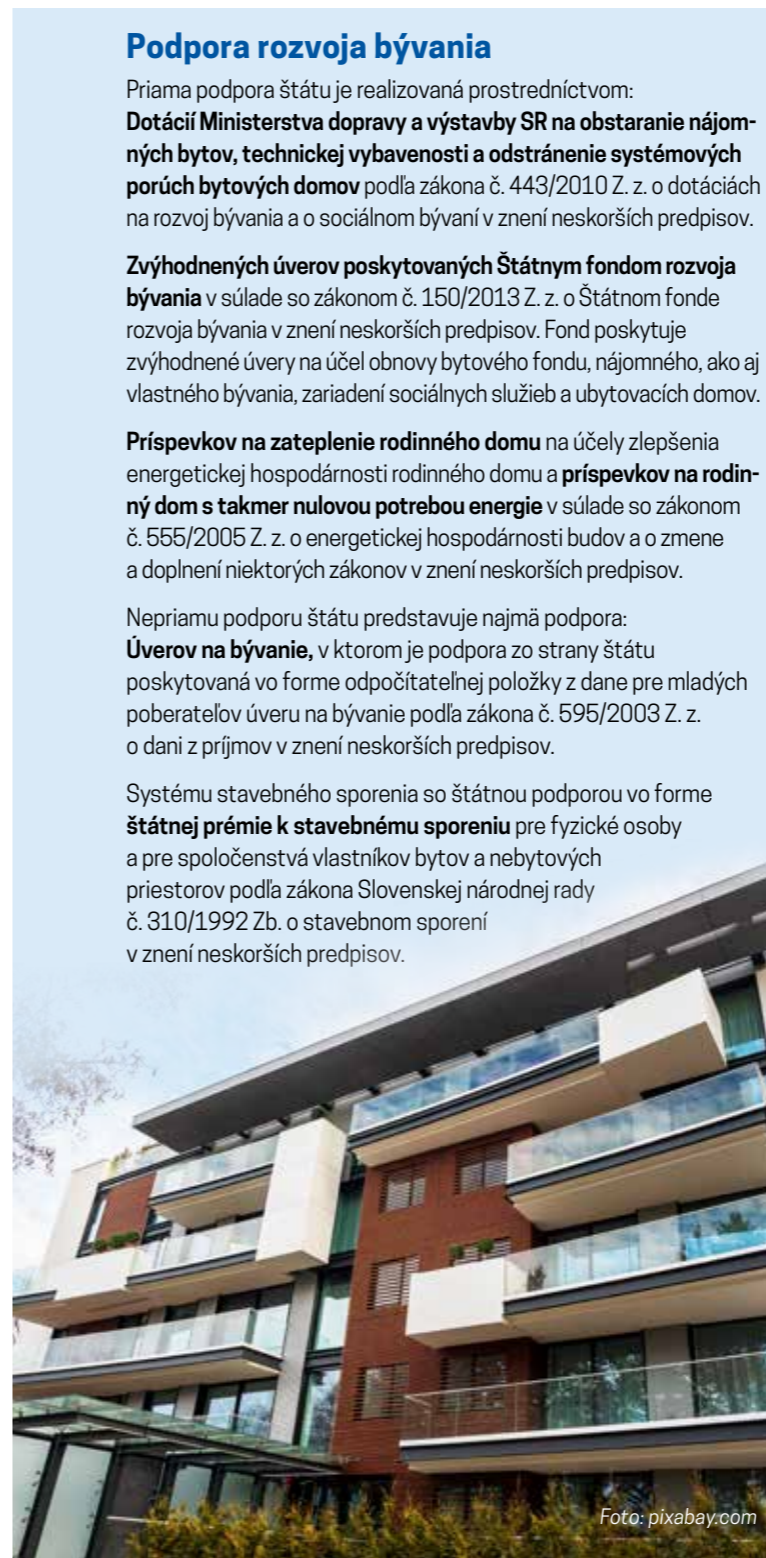 Podpora rozvoja bývania
Priama podpora štátu je realizovaná prostredníctvom:
Dotácií Ministerstva dopravy a výstavby SR na obstaranie nájom-
ných bytov, technickej vybavenosti a odstránenie systémových
porúch bytových domov podľa zákona č. 443/2010 Z. z. o dotáciách
na rozvoj bývania a o sociálnom bývaní v znení neskorších predpisov.
Zvýhodnených úverov poskytovaných Štátnym fondom rozvoja
bývania v súlade so zákonom č. 150/2013 Z. z. o Štátnom fonde
rozvoja bývania v znení neskorších predpisov. Fond poskytuje
zvýhodnené úvery na účel obnovy bytového fondu, nájomného, ako aj
vlastného bývania, zariadení sociálnych služieb a ubytovacích domov.
Príspevkov na zateplenie rodinného domu na účely zlepšenia
energetickej hospodárnosti rodinného domu a príspevkov na rodin-
ný dom s takmer nulovou potrebou energie v súlade so zákonom
č. 555/2005 Z. z. o energetickej hospodárnosti budov a o zmene
a doplnení niektorých zákonov v znení neskorších predpisov.
Nepriamu podporu štátu predstavuje najmä podpora:
Úverov na bývanie, v ktorom je podpora zo strany štátu
poskytovaná vo forme odpočítateľnej položky z dane pre mladých
poberateľov úveru na bývanie podľa zákona č. 595/2003 Z. z.
o dani z príjmov v znení neskorších predpisov.
Systému stavebného sporenia so štátnou podporou vo forme
štátnej prémie k stavebnému sporeniu pre fyzické osoby
a pre spoločenstvá vlastníkov bytov a nebytových
priestorov podľa zákona Slovenskej národnej rady
č. 310/1992 Zb. o stavebnom sporení
v znení neskorších predpisov.
Foto: pixabay.com